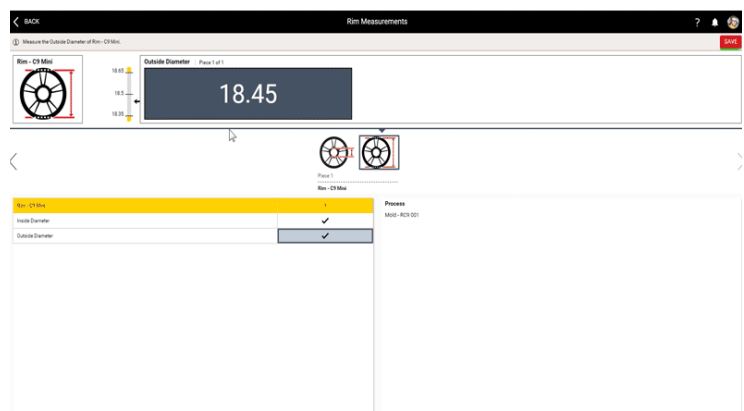 BACK
Rim Measurements
?
Measure the Outside Diameter of Rim - C9 Mini.
SAVE
Rim - C9 Mini
Outside Diameter
Piece 1 of 1
18.65
18.5
18.35
18.45
Piece 1
Rim - C9 Mini
Rim - C9 Mini
1
Inside Diameter
Outside Diameter
Process
Mold - RC9 001